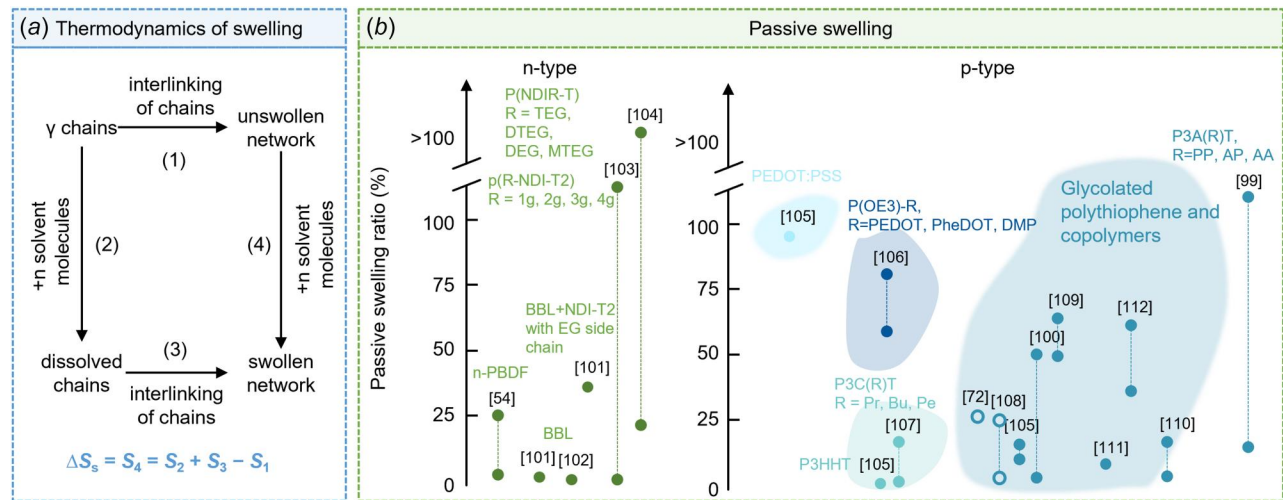 (a) Thermodynamics of swelling
interlinking
of chains
γ chains
unswollen
network
(1)
+n solvent
molecules
(2)
(4)
+n solvent
molecules
dissolved
chains
(3)
interlinking
of chains
swollen
network
ΔSs = S4 = S2 + S3 − S1
(b) Passive swelling
n-type
Passive swelling ratio (%)
>100
100
75
50
25
0
P(NDIR-T)
R = TEG,
DTEG,
DEG, MTEG
[104]
[103]
p(R-NDI-T2)
R = 1g, 2g, 3g, 4g
BBL+NDI-T2
with EG side
chain
[101]
n-PBDF
[54]
BBL
[101]
[102]
p-type
>100
100
75
50
25
0
PEDOT:PSS
[105]
P(OE3)-R,
R=PEDOT, PheDOT, DMP
[106]
P3C(R)T
R = Pr, Bu, Pe
[107]
P3HHT
[105]
P3A(R)T,
R=PP, AP, AA
[99]
Glycolated
polythiophene and
copolymers
[109]
[112]
[100]
[72]
[108]
[105]
[110]
[111]